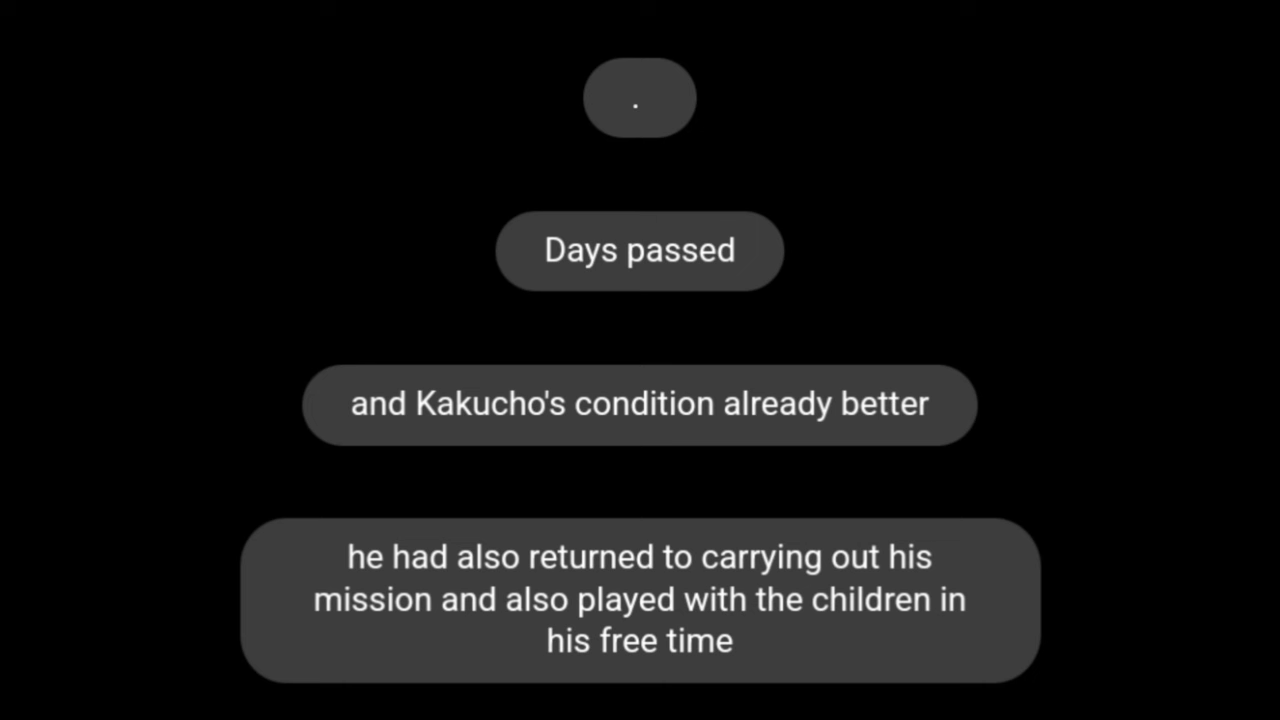 .
Days passed
and Kakucho's condition already better
he had also returned to carrying out his
mission and also played with the children in
his free time